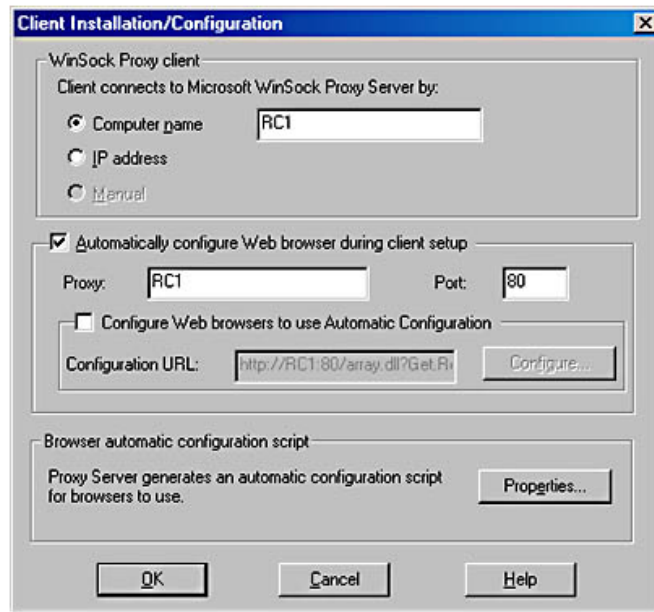 Client Installation/Configuration
WinSock Proxy client
Client connects to Microsoft WinSock Proxy Server by:
Computer name RC1
IP address
Manual
Automatically configure Web browser during client setup
Proxy: RC1 Port: 80
Configure Web browsers to use Automatic Configuration
Configuration URL: http://RC1:80/array.dll?Get.R Configure...
Browser automatic configuration script
Proxy Server generates an automatic configuration script
for browsers to use.
Properties...
OK Cancel Help